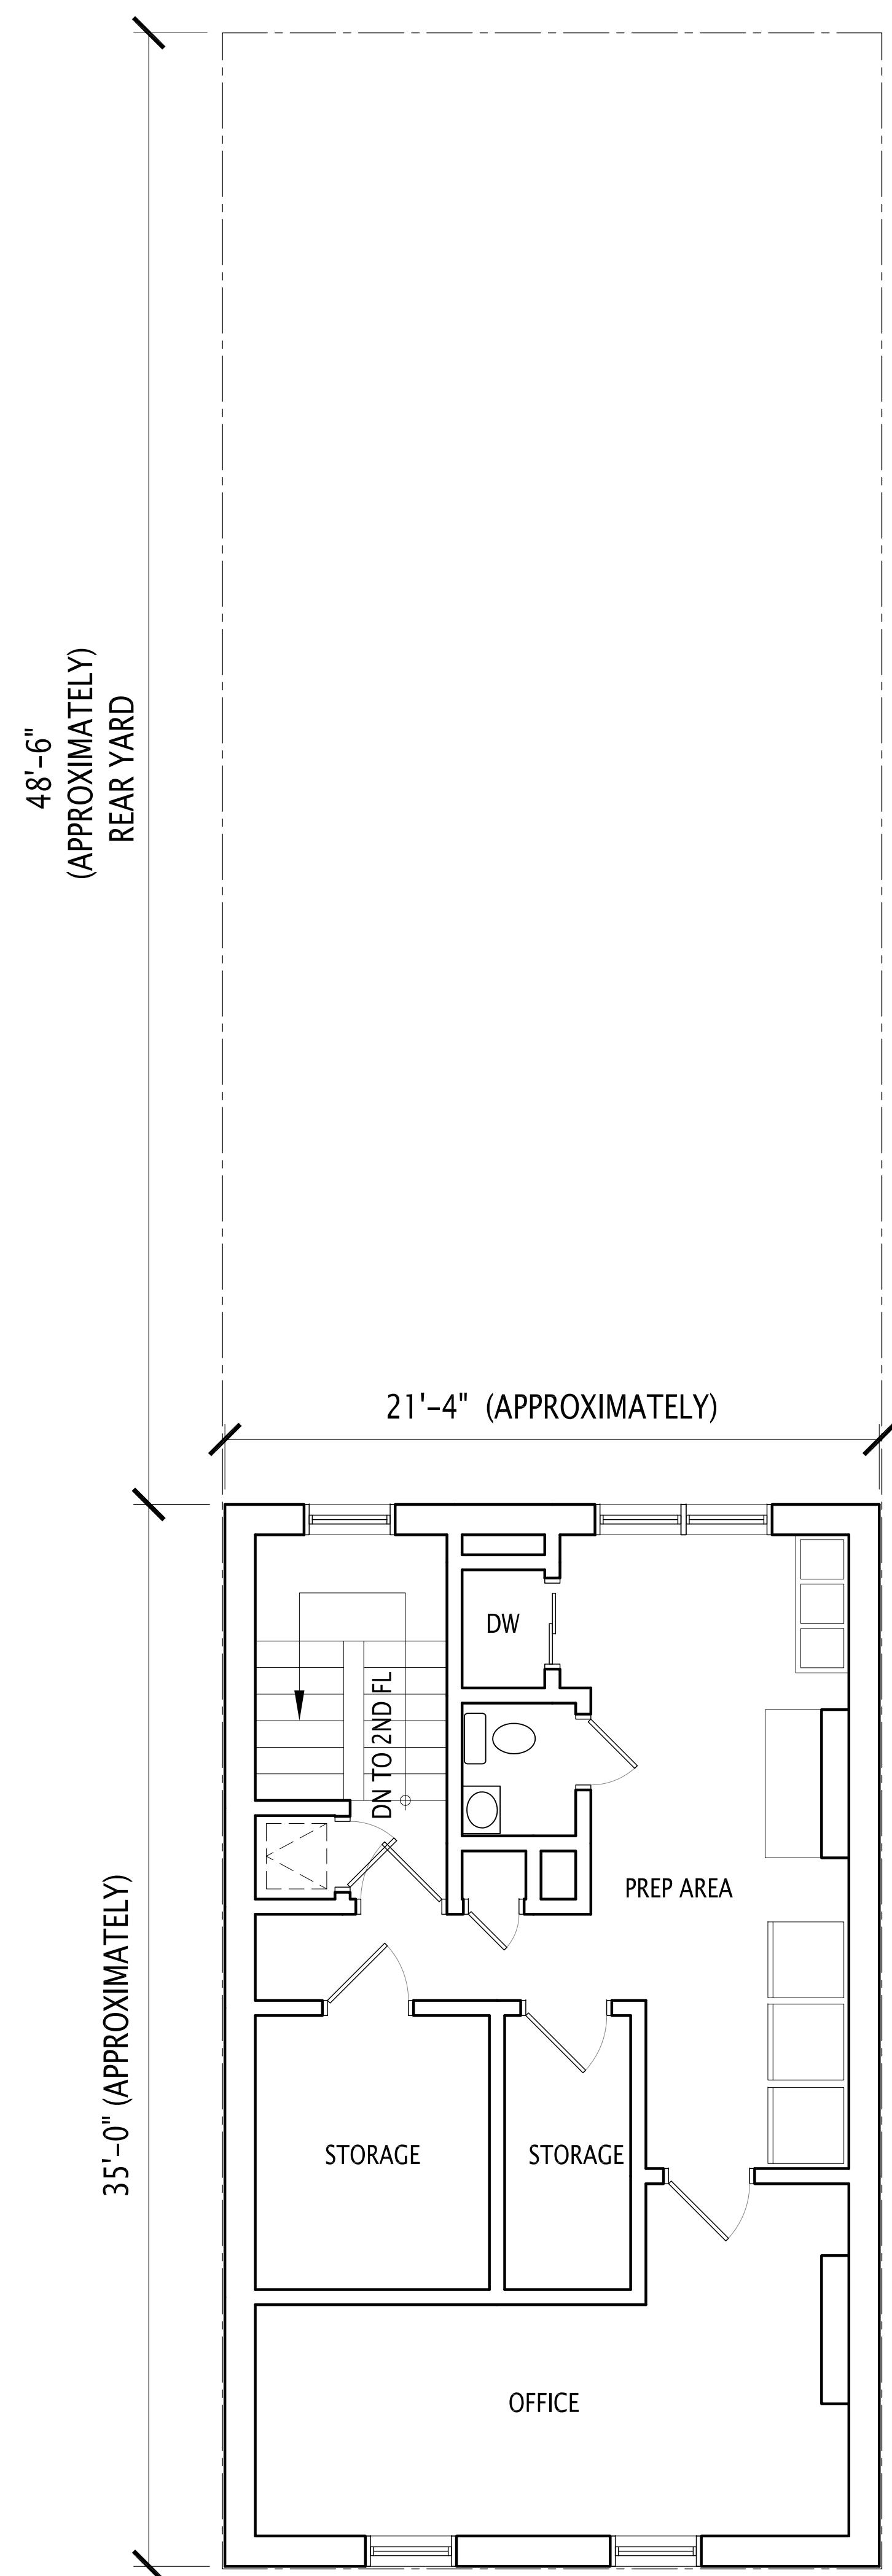 48'-6"
(APPROXIMATELY)
REAR YARD
21'-4" (APPROXIMATELY)
DW
DN TO 2ND FL
PREP AREA
35'-0" (APPROXIMATELY)
STORAGE
STORAGE
OFFICE